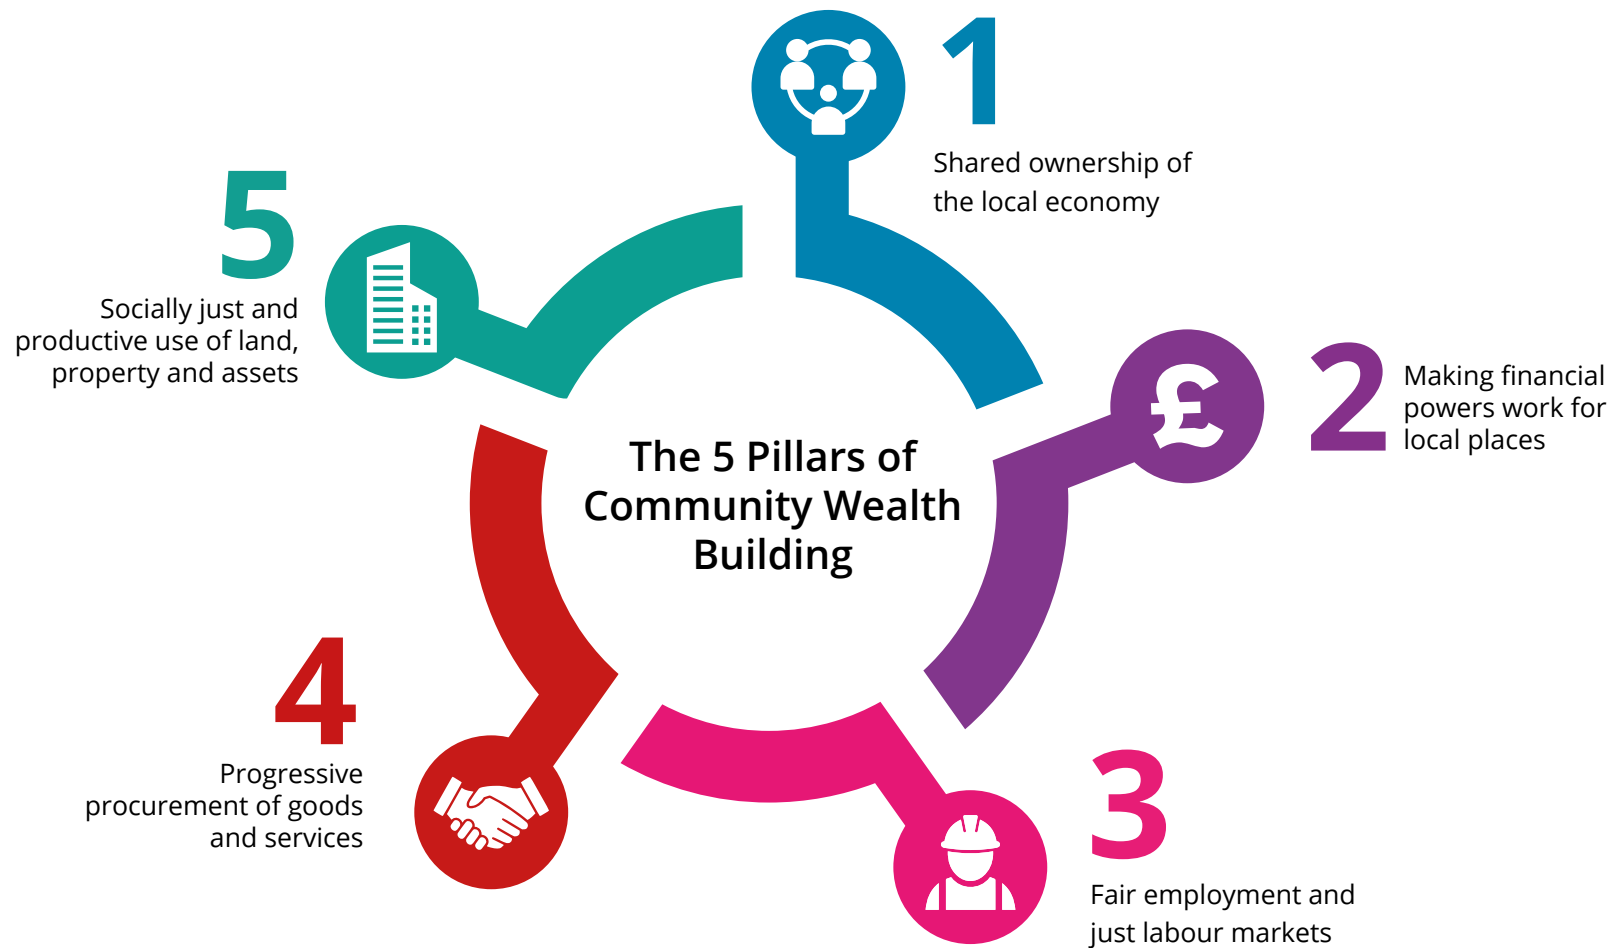 The 5 Pillars of
Community Wealth
Building
1
Shared ownership of
the local economy
2
Making financial
powers work for
local places
3
Fair employment and
just labour markets
4
Progressive
procurement of goods
and services
5
Socially just and
productive use of land,
property and assets
£